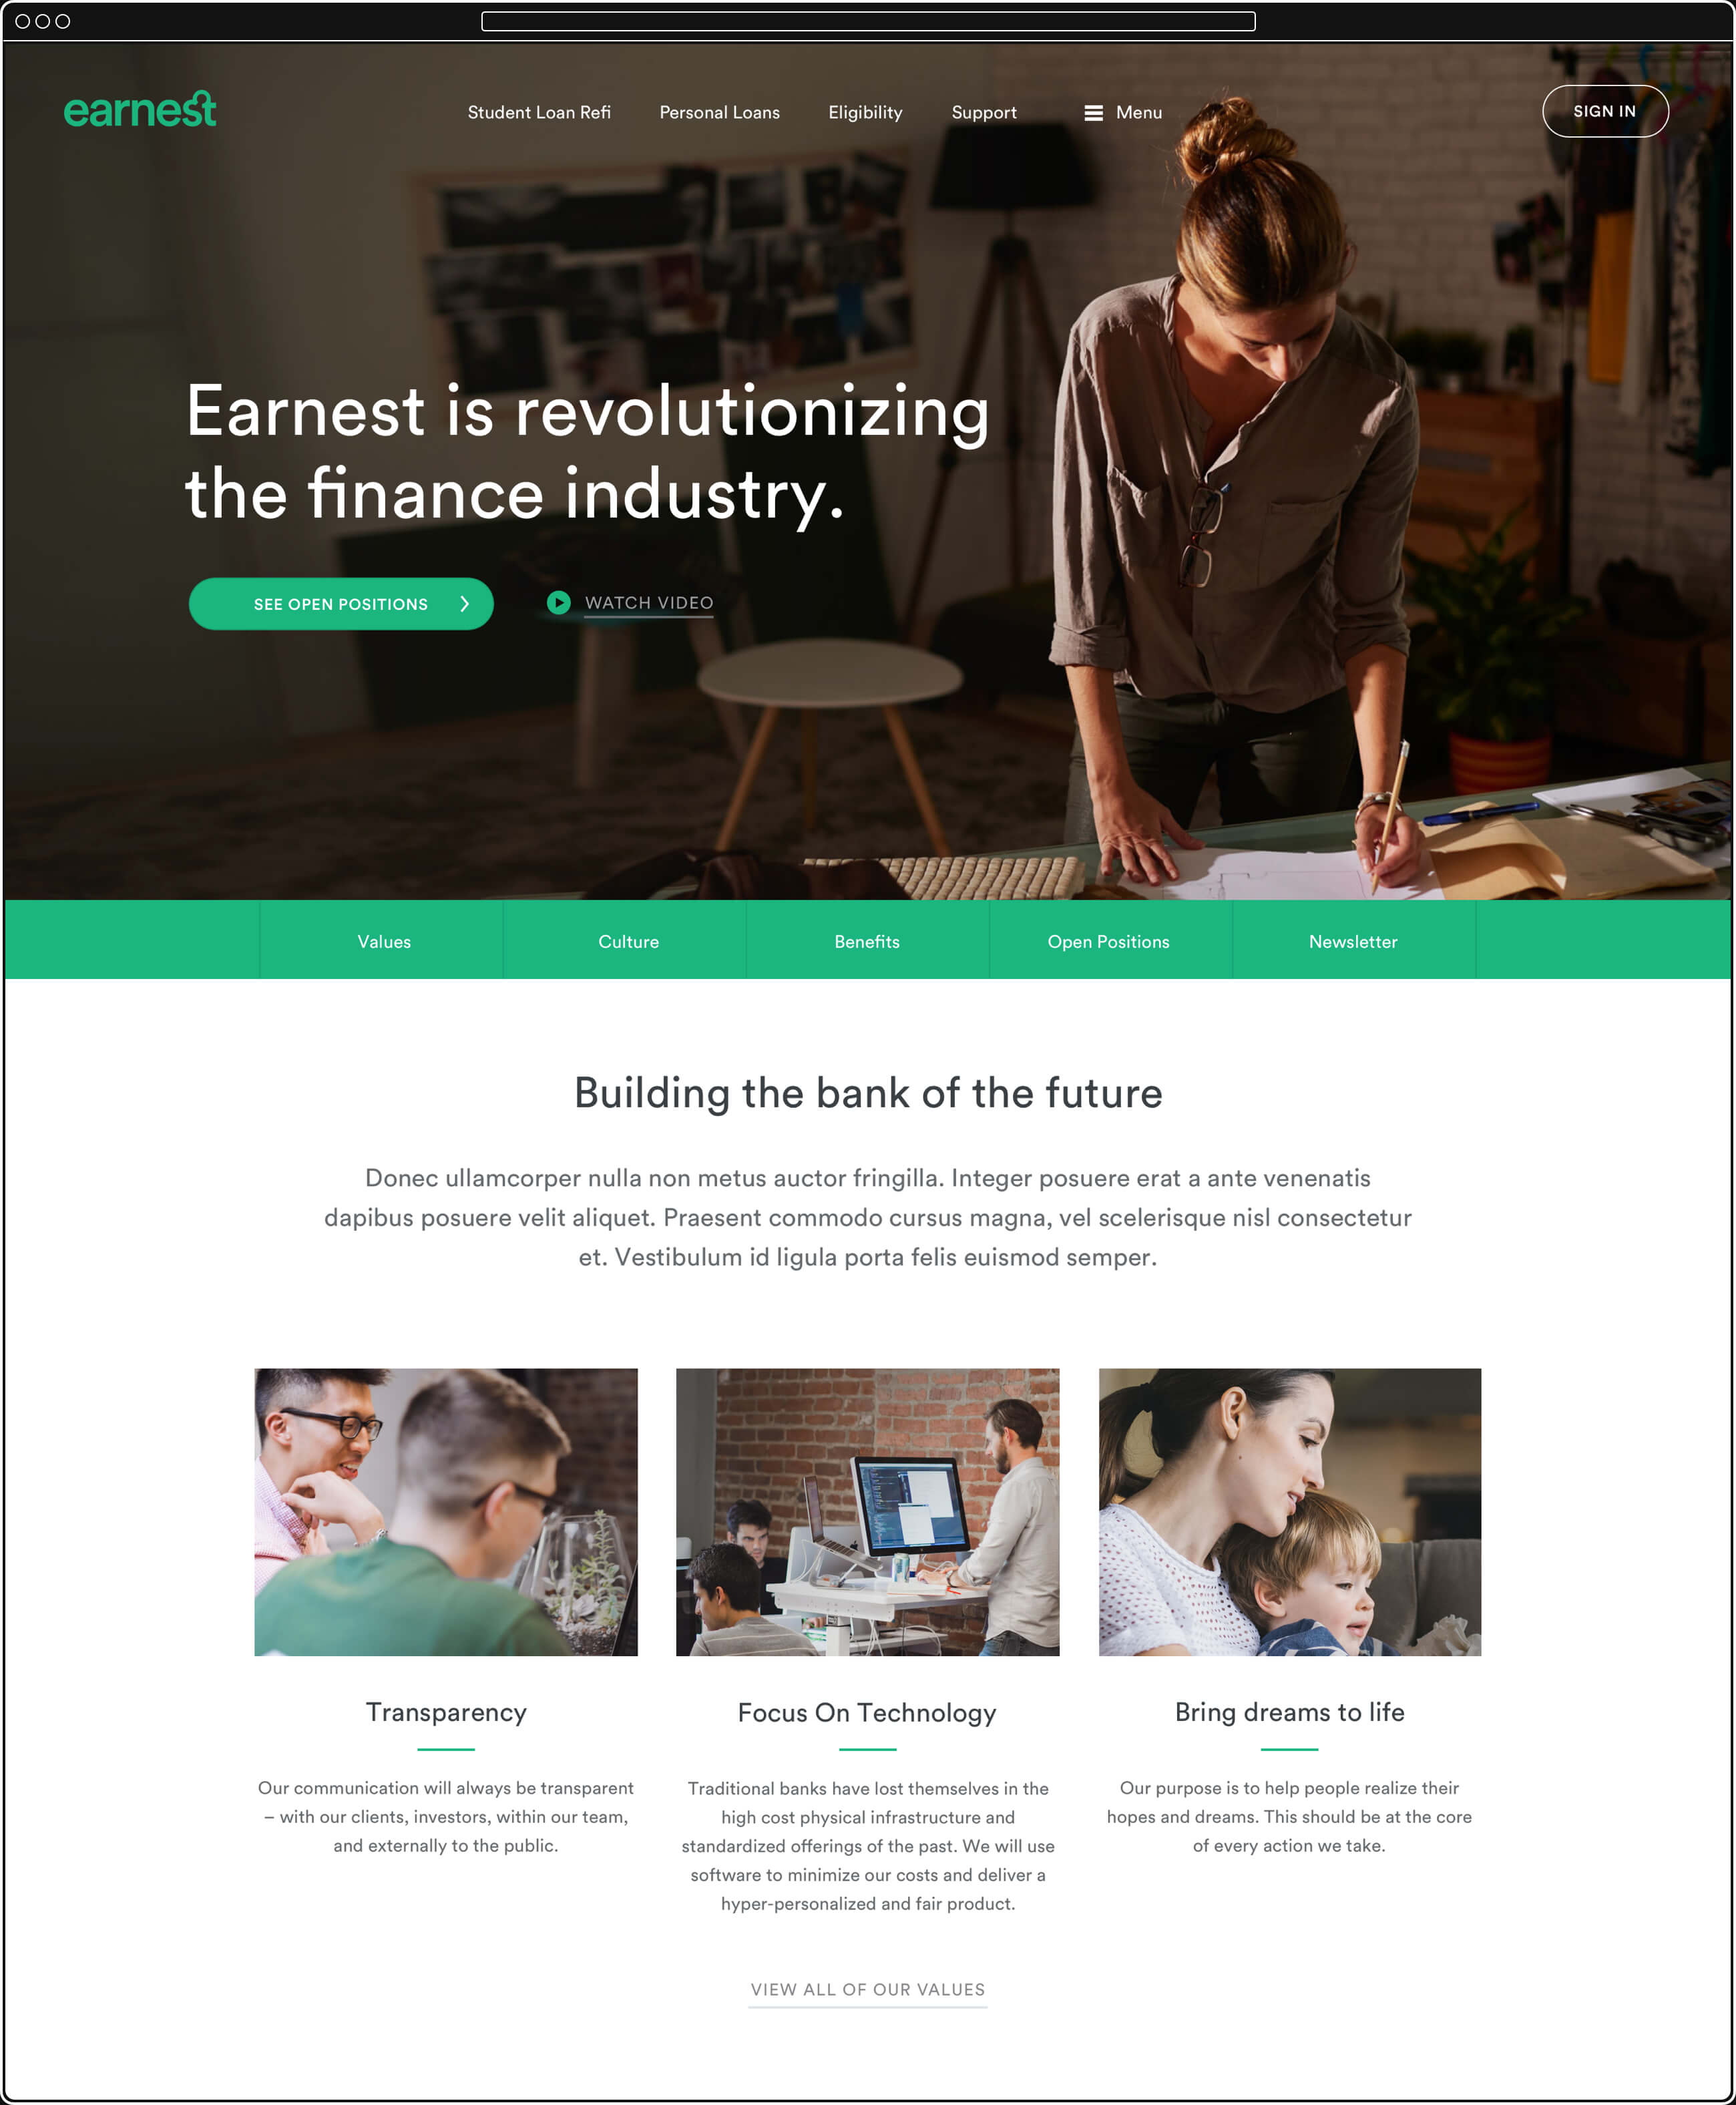 earnest
Student Loan Refi
Personal Loans
Eligibility
Support
Menu
SIGN IN
Earnest is revolutionizing
the finance industry.
SEE OPEN POSITIONS
WATCH VIDEO
Values
Culture
Benefits
Open Positions
Newsletter
Building the bank of the future
Donec ullamcorper nulla non metus auctor fringilla. Integer posuere erat a ante venenatis
dapibus posuere velit aliquet. Praesent commodo cursus magna, vel scelerisque nisl consectetur
et. Vestibulum id ligula porta felis euismod semper.
Transparency
Our communication will always be transparent
– with our clients, investors, within our team,
and externally to the public.
Focus On Technology
Traditional banks have lost themselves in the
high cost physical infrastructure and
standardized offerings of the past. We will use
software to minimize our costs and deliver a
hyper-personalized and fair product.
Bring dreams to life
Our purpose is to help people realize their
hopes and dreams. This should be at the core
of every action we take.
VIEW ALL OF OUR VALUES